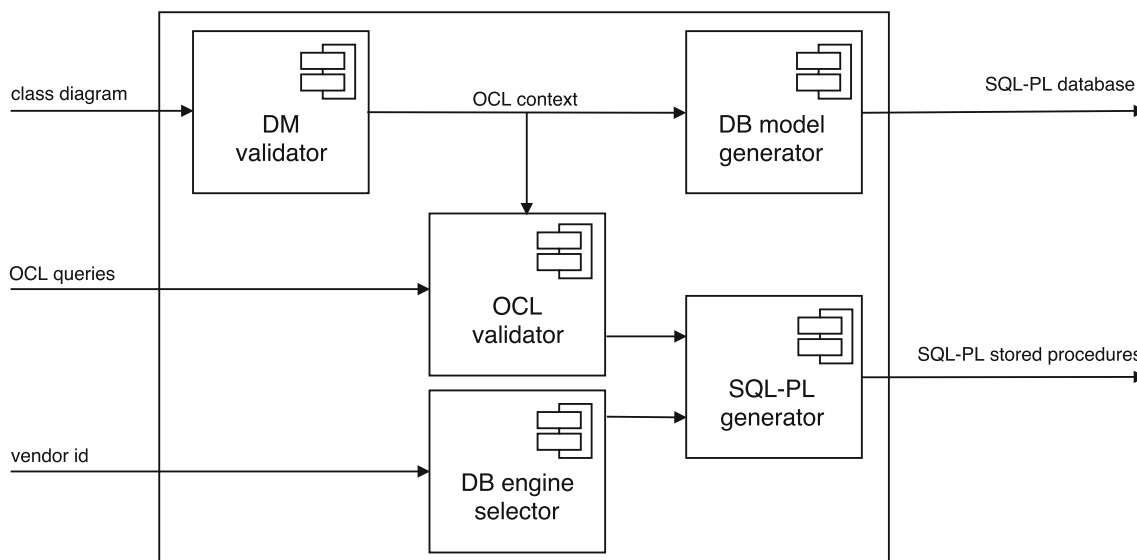 class diagram
DM
validator
OCL context
DB model
generator
SQL-PL database
OCL queries
OCL
validator
SQL-PL
generator
SQL-PL stored procedures
vendor id
DB engine
selector